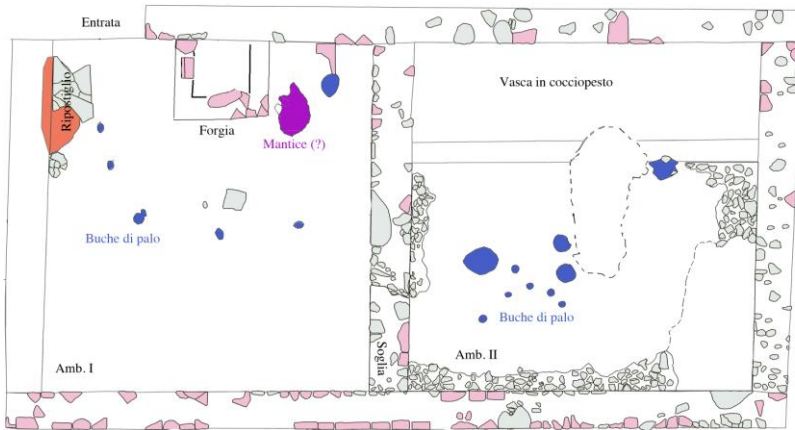 Entrata
Ripostiglio
Forgia
Mantice (?)
Buche di palo
Amb. I
Soglia
Vasca in cocciopesto
Buche di palo
Amb. II